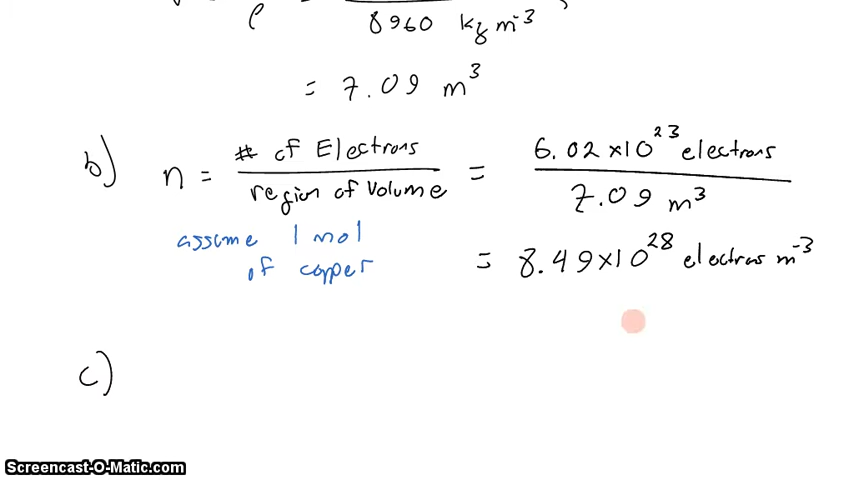 ρ = 8960 kg m⁻³
= 7.09 m³
b) n = # of Electrons / region of Volume = 6.02 × 10²³ electrons / 7.09 m³
assume 1 mol
of copper
= 8.49 × 10²⁸ electrons m⁻³
c)
Screencast-O-Matic.com